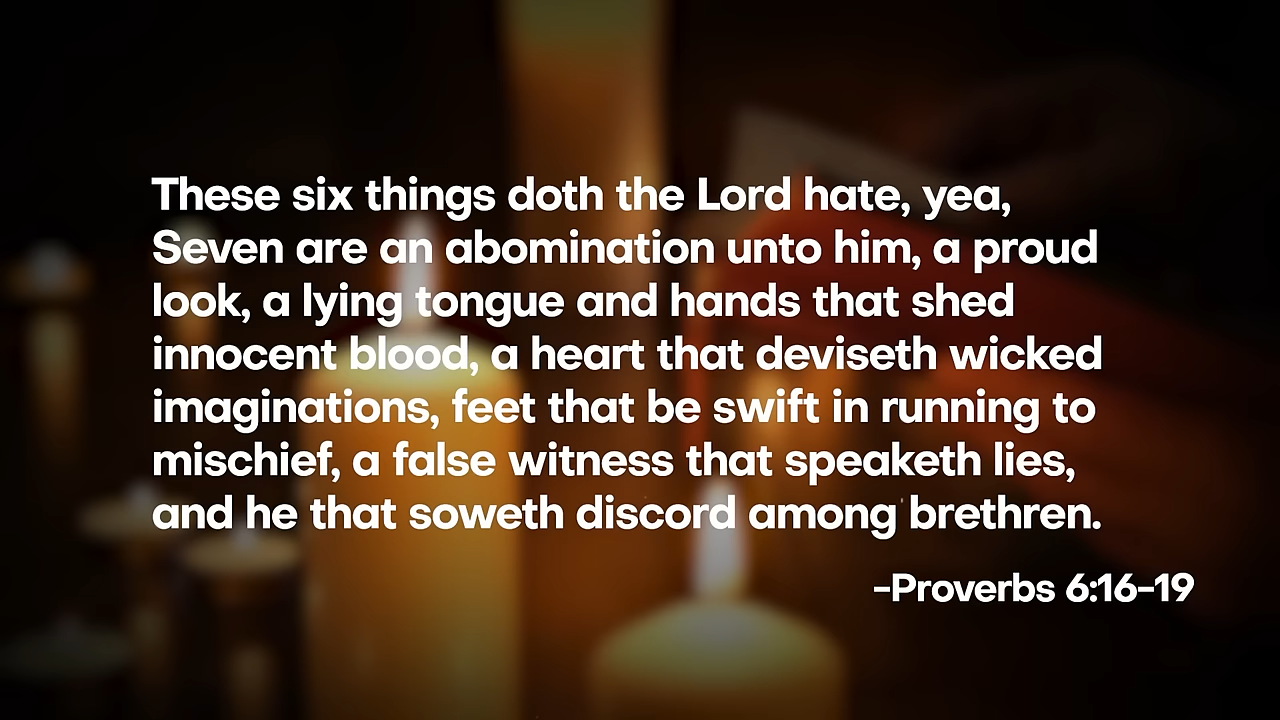 These six things doth the Lord hate, yea,
Seven are an abomination unto him, a proud
look, a lying tongue and hands that shed
innocent blood, a heart that deviseth wicked
imaginations, feet that be swift in running to
mischief, a false witness that speaketh lies,
and he that soweth discord among brethren.
-Proverbs 6:16-19